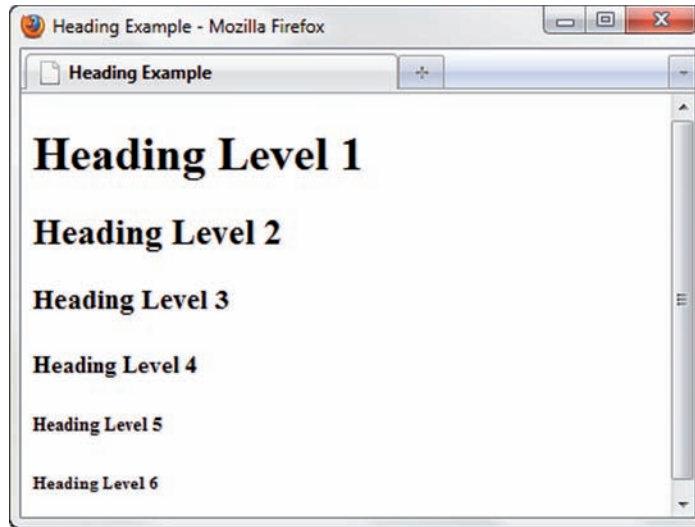 Heading Example - Mozilla Firefox
Heading Example
Heading Level 1
Heading Level 2
Heading Level 3
Heading Level 4
Heading Level 5
Heading Level 6